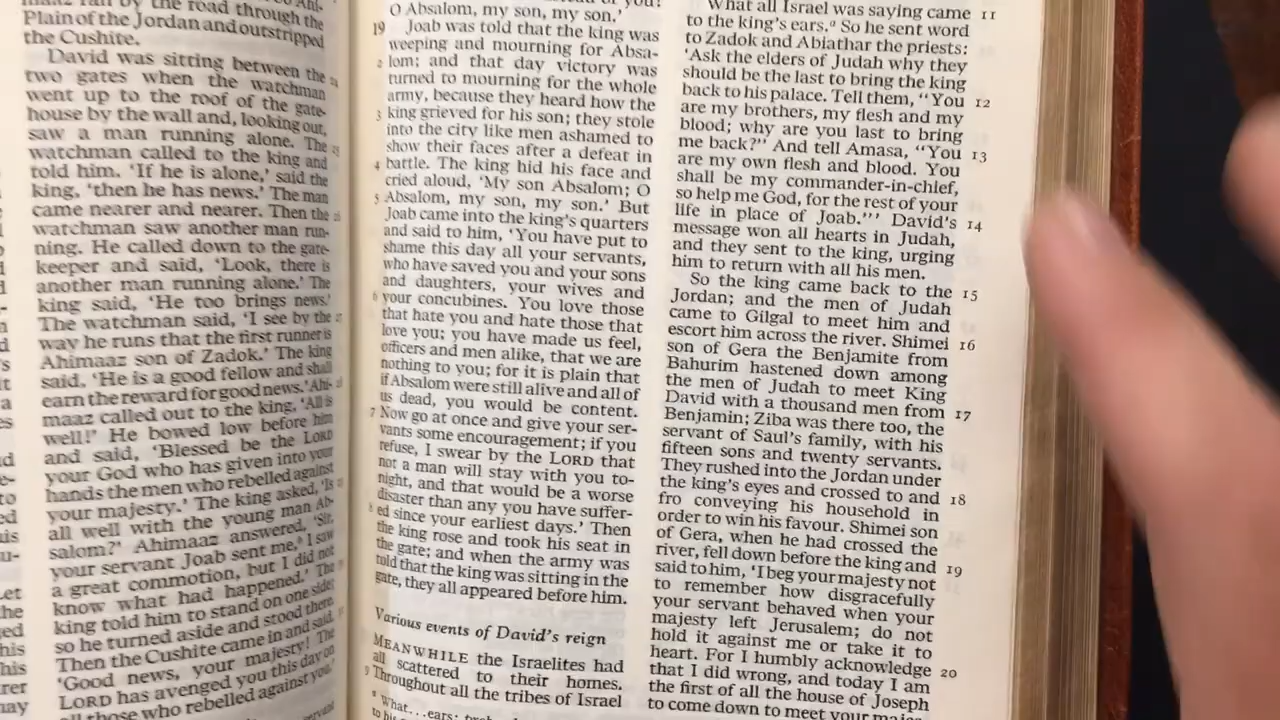 by the road through the
Plain of the Jordan and outstripped
the Cushite.
David was sitting between the
two gates when the watchman
went up to the roof of the gate-
house by the wall and, looking out,
saw a man running alone. The
watchman called to the king and
told him. ‘If he is alone,’ said the
king, ‘then he has news.’ The man
came nearer and nearer. Then the
watchman saw another man run-
ning. He called down to the gate-
keeper and said, ‘Look, there is
another man running alone.’ The
king said, ‘He too brings news.’
The watchman said, ‘I see by the
way he runs that the first runner is
Ahimaaz son of Zadok.’ The king
said, ‘He is a good fellow and shall
earn the reward for good news.’ Ahi-
maaz called out to the king, ‘All is
well!’ He bowed low before him
and said, ‘Blessed be the LORD
your God who has given into your
hands the men who rebelled against
your majesty.’ The king asked, ‘Is
all well with the young man Ab-
salom?’ Ahimaaz answered, ‘Sir,
your servant Joab sent me, I saw
a great commotion, but I did not
know what had happened.’ The
king told him to stand on one side;
so he turned aside and stood there.
Then the Cushite came in and said,
‘Good news, your majesty! The
LORD has avenged you this day on
all those who rebelled against you.’
O Absalom, my son, my son.’
19 Joab was told that the king was
weeping and mourning for Absa-
2 lom; and that day victory was
turned to mourning for the whole
army, because they heard how the
3 king grieved for his son; they stole
into the city like men ashamed to
show their faces after a defeat in
4 battle. The king hid his face and
cried aloud, ‘My son Absalom; O
5 Absalom, my son, my son.’ But
Joab came into the king’s quarters
and said to him, ‘You have put to
shame this day all your servants,
who have saved you and your sons
and daughters, your wives and
6 your concubines. You love those
that hate you and hate those that
love you; you have made us feel,
officers and men alike, that we are
nothing to you; for it is plain that
if Absalom were still alive and all of
us dead, you would be content.
7 Now go at once and give your ser-
vants some encouragement; if you
refuse, I swear by the LORD that
not a man will stay with you to-
night, and that would be a worse
disaster than any you have suffer-
8 ed since your earliest days.’ Then
the king rose and took his seat in
the gate; and when the army was
told that the king was sitting in the
gate, they all appeared before him.
Various events of David’s reign
MEANWHILE the Israelites had
all scattered to their homes.
9 Throughout all the tribes of Israel
a What...ears:
What all Israel was saying came 11
to the king’s ears.a So he sent word
to Zadok and Abiathar the priests:
‘Ask the elders of Judah why they
should be the last to bring the king
back to his palace. Tell them, “You 12
are my brothers, my flesh and my
blood; why are you last to bring
me back?” And tell Amasa, “You 13
are my own flesh and blood. You
shall be my commander-in-chief,
so help me God, for the rest of your
life in place of Joab.”’ David’s 14
message won all hearts in Judah,
and they sent to the king, urging
him to return with all his men.
So the king came back to the 15
Jordan; and the men of Judah
came to Gilgal to meet him and
escort him across the river. Shimei 16
son of Gera the Benjamite from
Bahurim hastened down among
the men of Judah to meet King
David with a thousand men from 17
Benjamin; Ziba was there too, the
servant of Saul’s family, with his
fifteen sons and twenty servants.
They rushed into the Jordan under
the king’s eyes and crossed to and 18
fro conveying his household in
order to win his favour. Shimei son
of Gera, when he had crossed the
river, fell down before the king and 19
said to him, ‘I beg your majesty not
to remember how disgracefully
your servant behaved when your
majesty left Jerusalem; do not
hold it against me or take it to
heart. For I humbly acknowledge 20
that I did wrong, and today I am
the first of all the house of Joseph
to come down to meet your